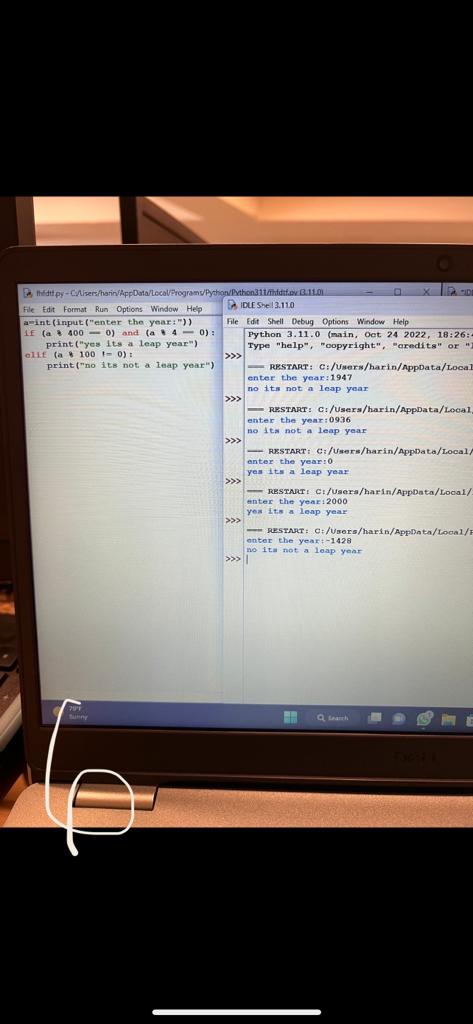 fhfdtf.py - C:/Users/harin/AppData/Local/Programs/Python/Python311/fhfdtf.py (3.11.0)
File Edit Format Run Options Window Help
a=int(input("enter the year:"))
if (a % 400 == 0) and (a % 4 == 0):
print("yes its a leap year")
elif (a % 100 != 0):
print("no its not a leap year")
IDLE Shell 3.11.0
File Edit Shell Debug Options Window Help
Python 3.11.0 (main, Oct 24 2022, 18:26:
Type "help", "copyright", "credits" or "
>>>
=== RESTART: C:/Users/harin/AppData/Local
enter the year:1947
no its not a leap year
>>>
=== RESTART: C:/Users/harin/AppData/Local
enter the year:0936
no its not a leap year
>>>
=== RESTART: C:/Users/harin/AppData/Local/
enter the year:0
yes its a leap year
>>>
=== RESTART: C:/Users/harin/AppData/Local/
enter the year:2000
yes its a leap year
>>>
=== RESTART: C:/Users/harin/AppData/Local/
enter the year:-1428
no its not a leap year
>>>
79°F
Sunny
Search
DELL